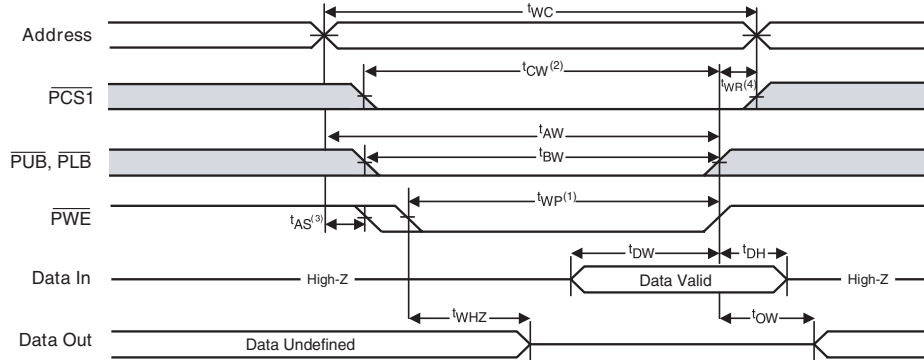 tWC
Address
tCW(2)
PCS1
tWR(4)
tAW
PUB, PLB
tBW
PWE
tWP(1)
tAS(3)
tDW
tDH
Data In
High-Z
Data Valid
High-Z
tWHZ
tOW
Data Out
Data Undefined